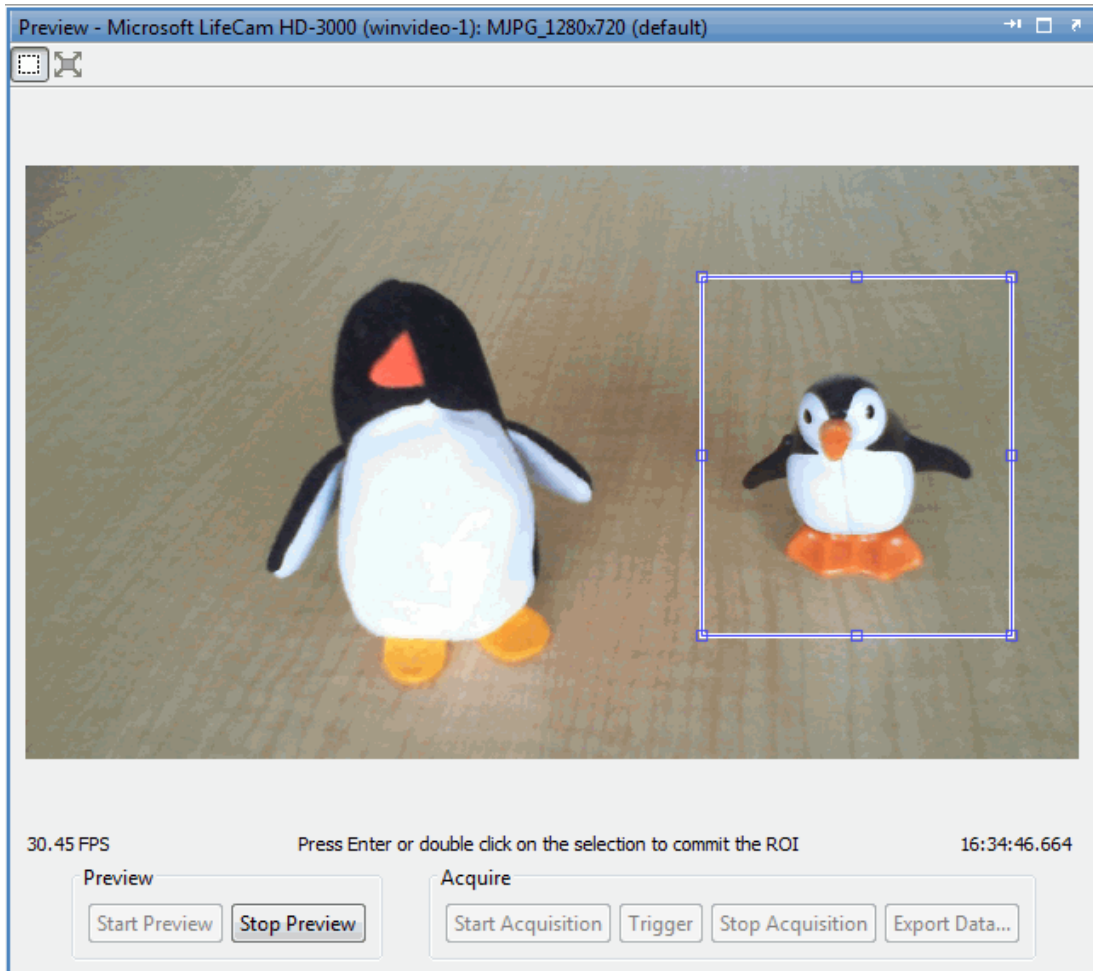 Preview - Microsoft LifeCam HD-3000 (winvideo-1): MJPG_1280x720 (default)
30.45 FPS Press Enter or double click on the selection to commit the ROI 16:34:46.664
Preview Acquire
Start Preview Stop Preview Start Acquisition Trigger Stop Acquisition Export Data...